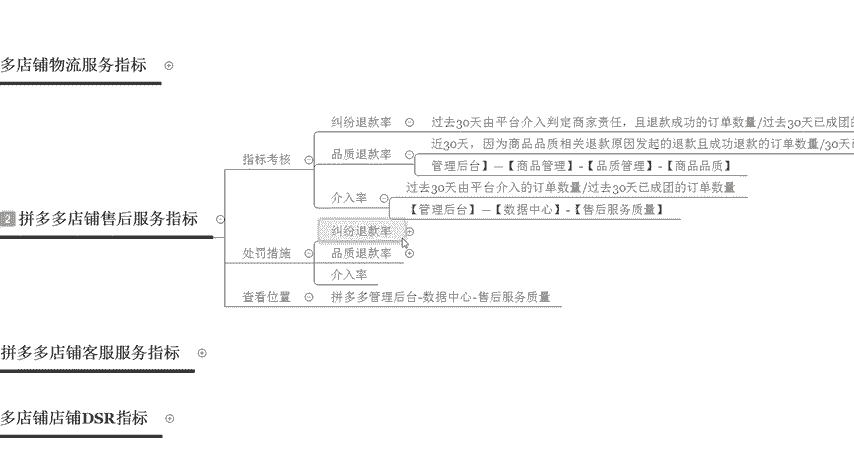 多店铺物流服务指标
纠纷退款率
过去30天由平台介入判定商家责任，且退款成功的订单数量/过去30天已成团的
品质退款率
近30天，因为商品品质相关退款原因发起的退款且成功退款的订单数量/30天已
指标考核
管理后台】—【商品管理】-【品质管理】-【商品品质】
过去30天由平台介入的订单数量/过去30天已成团的订单数量
介入率
【管理后台】—【数据中心】-【售后服务质量】
2 拼多多店铺售后服务指标
纠纷退款率
处罚措施
品质退款率
介入率
查看位置
拼多多管理后台-数据中心-售后服务质量
拼多多店铺客服服务指标
多店铺店铺DSR指标